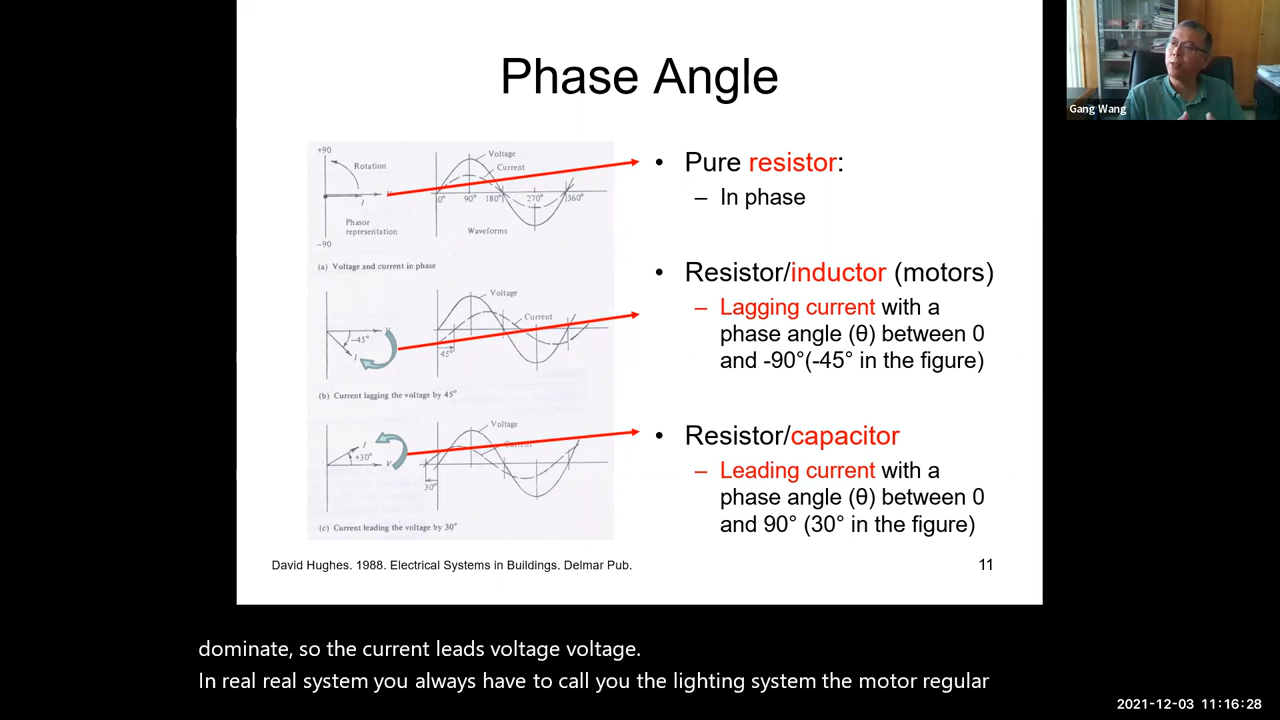 Phase Angle
Gang Wang
+90
Rotation
Voltage
Current
I
0° 90° 180° 270° 360°
Phasor
representation
Waveforms
−90
(a) Voltage and current in phase
• Pure resistor:
– In phase
Voltage
Current
V
−45°
I
45°
(b) Current lagging the voltage by 45°
• Resistor/inductor (motors)
– Lagging current with a
phase angle (θ) between 0
and -90°(-45° in the figure)
Voltage
I
+30°
V
30°
(c) Current leading the voltage by 30°
• Resistor/capacitor
– Leading current with a
phase angle (θ) between 0
and 90° (30° in the figure)
David Hughes. 1988. Electrical Systems in Buildings. Delmar Pub.
11
dominate, so the current leads voltage voltage.
In real real system you always have to call you the lighting system the motor regular
2021-12-03 11:16:28